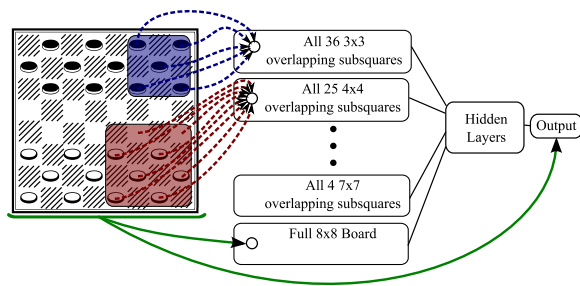 All 36 3x3
overlapping subsquares
All 25 4x4
overlapping subsquares
All 4 7x7
overlapping subsquares
Full 8x8 Board
Hidden
Layers
Output